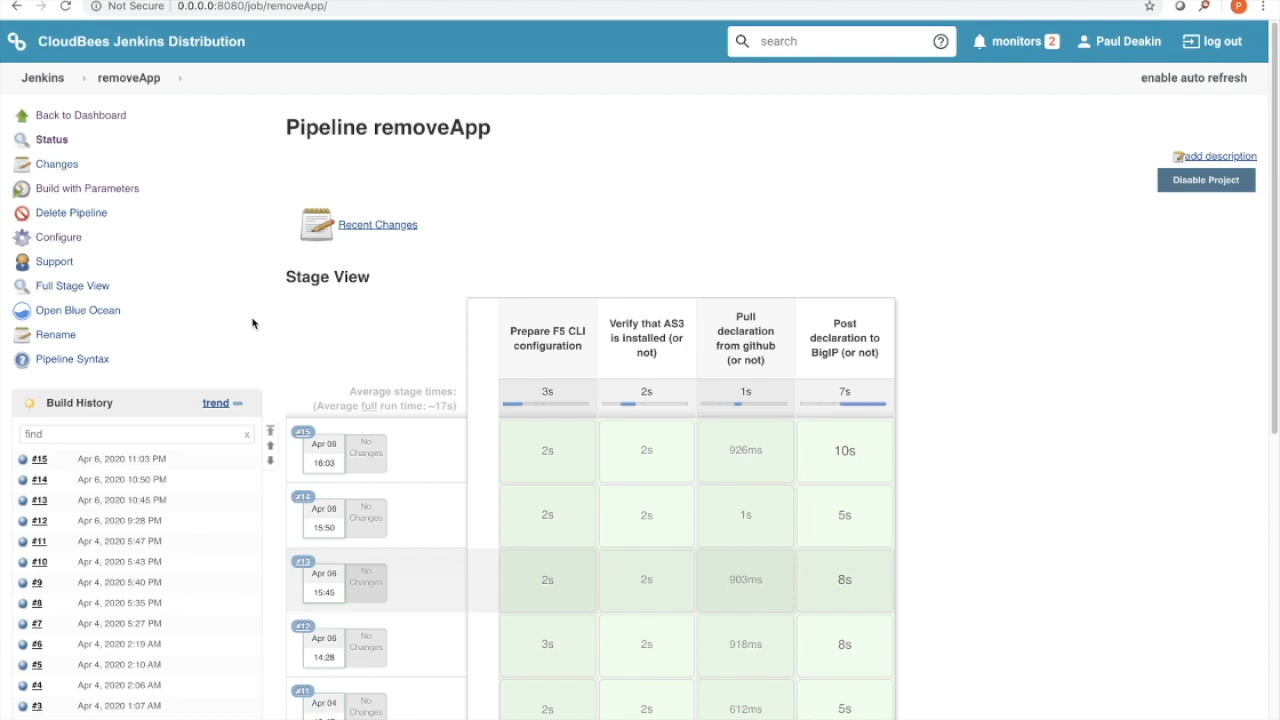 Not Secure | 0.0.0.0:8080/job/removeApp/
P
CloudBees Jenkins Distribution
search
monitors 2
Paul Deakin
log out
Jenkins
removeApp
enable auto refresh
Back to Dashboard
Status
Changes
Build with Parameters
Delete Pipeline
Configure
Support
Full Stage View
Open Blue Ocean
Rename
Pipeline Syntax
Build History
trend
find
x
#15 Apr 6, 2020 11:03 PM
#14 Apr 6, 2020 10:50 PM
#13 Apr 6, 2020 10:45 PM
#12 Apr 6, 2020 9:28 PM
#11 Apr 4, 2020 5:47 PM
#10 Apr 4, 2020 5:43 PM
#9 Apr 4, 2020 5:40 PM
#8 Apr 4, 2020 5:35 PM
#7 Apr 4, 2020 5:27 PM
#6 Apr 4, 2020 2:19 AM
#5 Apr 4, 2020 2:10 AM
#4 Apr 4, 2020 2:06 AM
#3 Apr 4, 2020 1:07 AM
Pipeline removeApp
add description
Disable Project
Recent Changes
Stage View
Prepare F5 CLI
configuration
Verify that AS3
is installed (or
not)
Pull
declaration
from github
(or not)
Post
declaration to
BigIP (or not)
Average stage times:
(Average full run time: ~17s)
3s
2s
1s
7s
#15
Apr 06
16:03
No
Changes
2s
2s
926ms
10s
#14
Apr 06
15:50
No
Changes
2s
2s
1s
5s
#13
Apr 06
15:45
No
Changes
2s
2s
903ms
8s
#12
Apr 06
14:28
No
Changes
3s
2s
918ms
8s
#11
Apr 04
No
Changes
2s
2s
612ms
5s